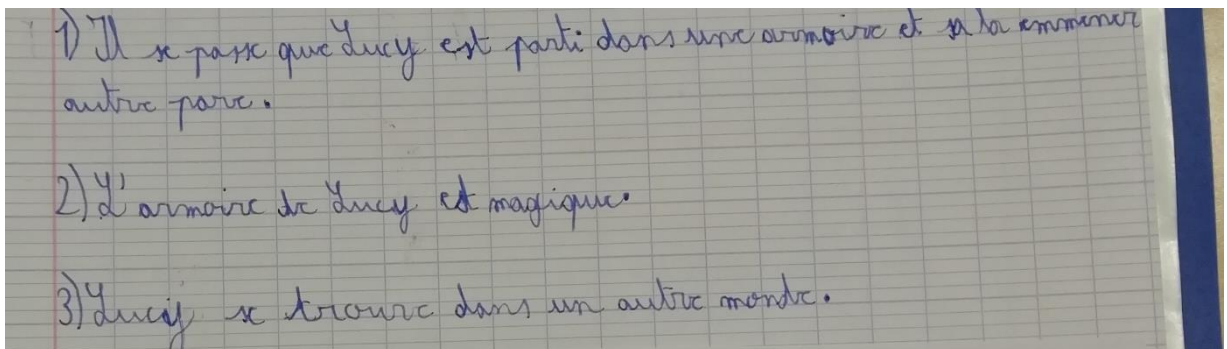 1) Il se passe que Lucy est parti dans une armoire et sa la emmener
autre parc.
2) L'armoire de Lucy est magique.
3) Lucy se trouve dans un autre monde.